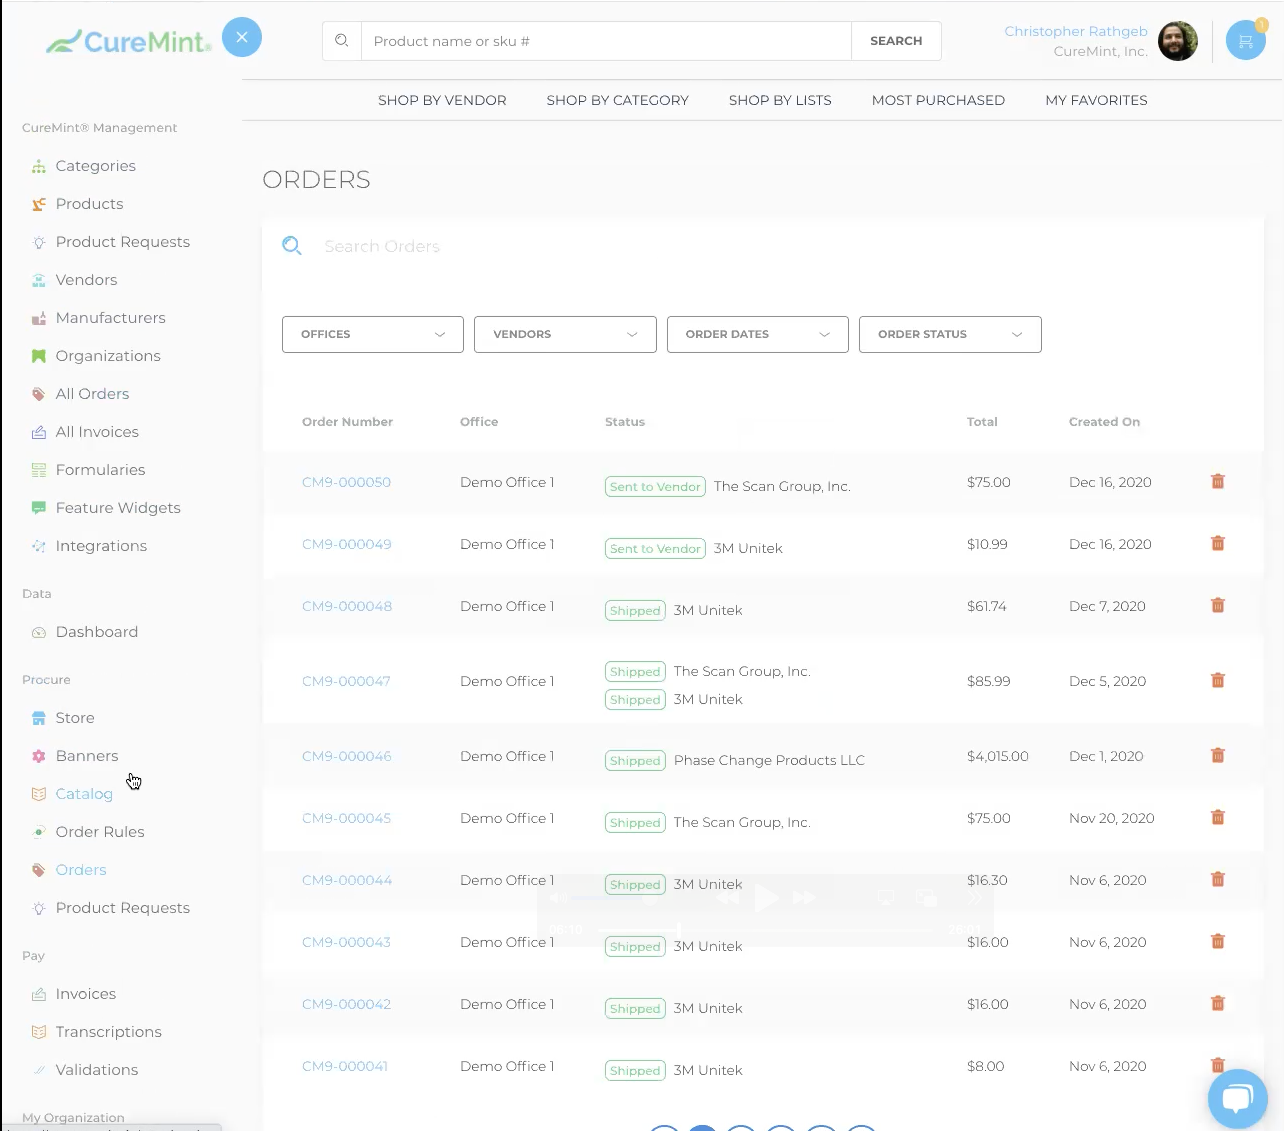 CureMint®
Product name or sku #
SEARCH
Christopher Rathgeb
CureMint, Inc.
1
SHOP BY VENDOR SHOP BY CATEGORY SHOP BY LISTS MOST PURCHASED MY FAVORITES
CureMint® Management
Categories
Products
Product Requests
Vendors
Manufacturers
Organizations
All Orders
All Invoices
Formularies
Feature Widgets
Integrations
Data
Dashboard
Procure
Store
Banners
Catalog
Order Rules
Orders
Product Requests
Pay
Invoices
Transcriptions
Validations
My Organization
ORDERS
Search Orders
OFFICES VENDORS ORDER DATES ORDER STATUS
Order Number Office Status Total Created On
CM9-000050 Demo Office 1 Sent to Vendor The Scan Group, Inc. $75.00 Dec 16, 2020
CM9-000049 Demo Office 1 Sent to Vendor 3M Unitek $10.99 Dec 16, 2020
CM9-000048 Demo Office 1 Shipped 3M Unitek $61.74 Dec 7, 2020
CM9-000047 Demo Office 1 Shipped The Scan Group, Inc. $85.99 Dec 5, 2020
Shipped 3M Unitek
CM9-000046 Demo Office 1 Shipped Phase Change Products LLC $4,015.00 Dec 1, 2020
CM9-000045 Demo Office 1 Shipped The Scan Group, Inc. $75.00 Nov 20, 2020
CM9-000044 Demo Office 1 Shipped 3M Unitek $16.30 Nov 6, 2020
06:10
CM9-000043 Demo Office 1 Shipped 3M Unitek $16.00 Nov 6, 2020
CM9-000042 Demo Office 1 Shipped 3M Unitek $16.00 Nov 6, 2020
CM9-000041 Demo Office 1 Shipped 3M Unitek $8.00 Nov 6, 2020